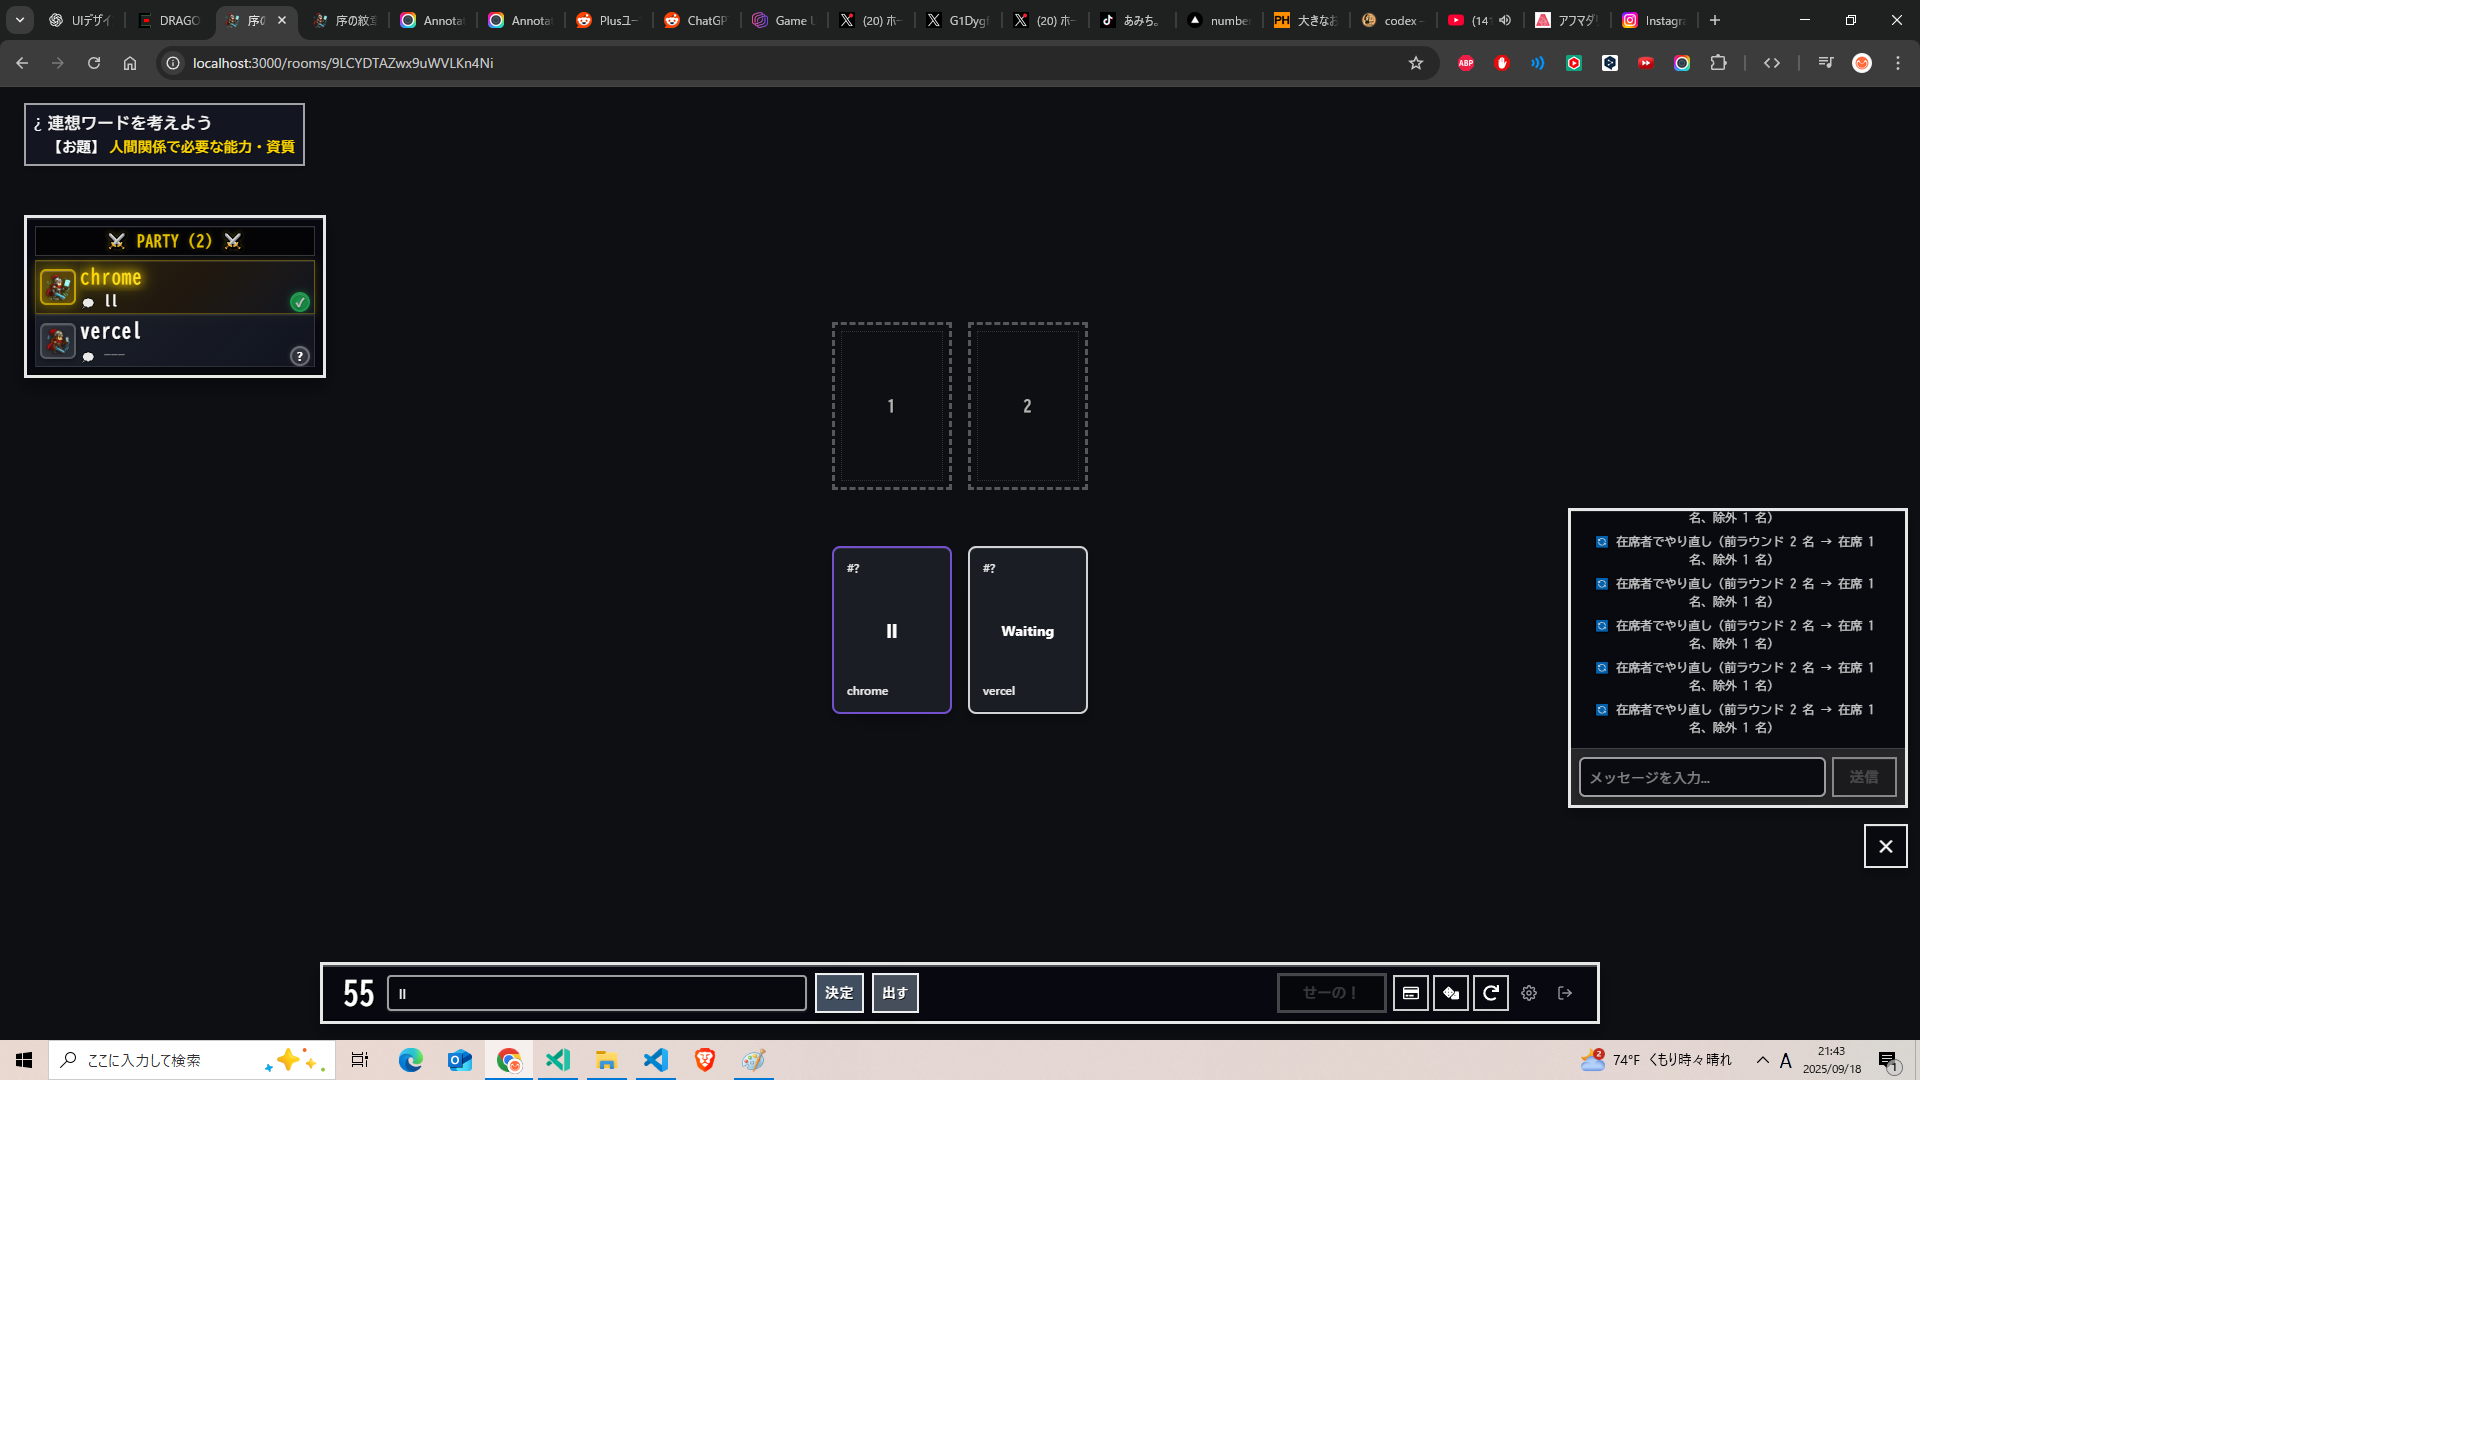 UIデザイ
DRAGO
序の
序の紋章
Annotat
Annotat
Plusユー
ChatGP
Game U
(20) ホー
G1Dygf
(20) ホー
あみち。
number
大きなお
codex -
(14
アフマダ
Instagra
localhost:3000/rooms/9LCYDTAZwx9uWVLKn4Ni
ABP
¿ 連想ワードを考えよう
【お題】 人間関係で必要な能力・資質
PARTY (2)
chrome
ll
vercel
———
?
1
2
#?
ll
chrome
#?
Waiting
vercel
名、除外 1 名)
在席者でやり直し (前ラウンド 2 名 → 在席 1
名、除外 1 名)
在席者でやり直し (前ラウンド 2 名 → 在席 1
名、除外 1 名)
在席者でやり直し (前ラウンド 2 名 → 在席 1
名、除外 1 名)
在席者でやり直し (前ラウンド 2 名 → 在席 1
名、除外 1 名)
在席者でやり直し (前ラウンド 2 名 → 在席 1
名、除外 1 名)
メッセージを入力...
送信
55
ll
決定
出す
せーの！
ここに入力して検索
2
74°F くもり時々晴れ
A
21:43
2025/09/18
1